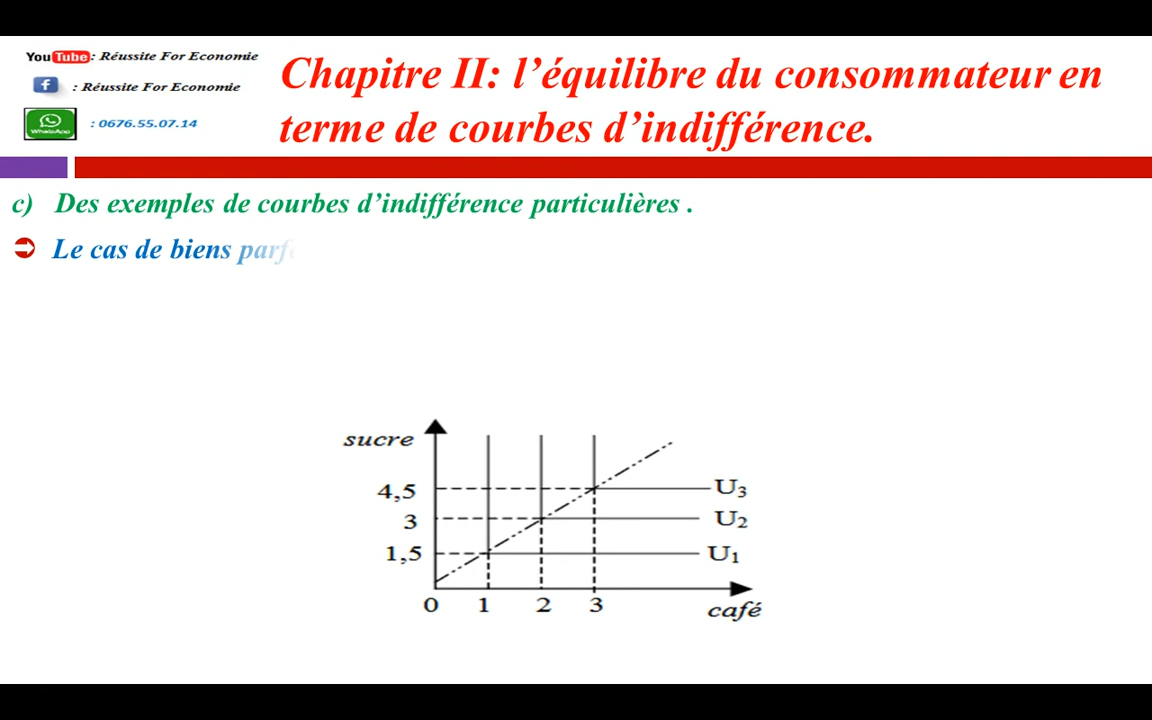 YouTube : Réussite For Economie
f : Réussite For Economie
WhatsApp : 0676.55.07.14
Chapitre II: l’équilibre du consommateur en
terme de courbes d’indifférence.
c) Des exemples de courbes d’indifférence particulières .
Le cas de biens
sucre
4,5
3
1,5
U3
U2
U1
0 1 2 3
café